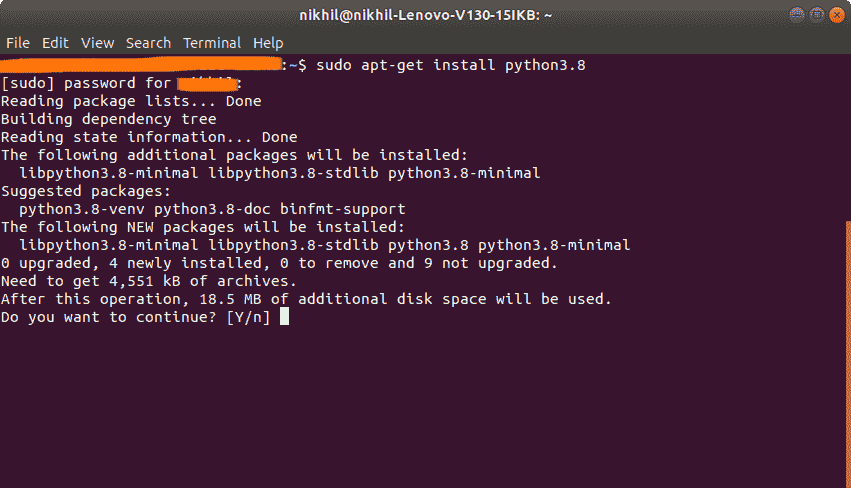 nikhil@nikhil-Lenovo-V130-15IKB: ~
File Edit View Search Terminal Help
:~$ sudo apt-get install python3.8
[sudo] password for :
Reading package lists... Done
Building dependency tree
Reading state information... Done
The following additional packages will be installed:
libpython3.8-minimal libpython3.8-stdlib python3.8-minimal
Suggested packages:
python3.8-venv python3.8-doc binfmt-support
The following NEW packages will be installed:
libpython3.8-minimal libpython3.8-stdlib python3.8 python3.8-minimal
0 upgraded, 4 newly installed, 0 to remove and 9 not upgraded.
Need to get 4,551 kB of archives.
After this operation, 18.5 MB of additional disk space will be used.
Do you want to continue? [Y/n]